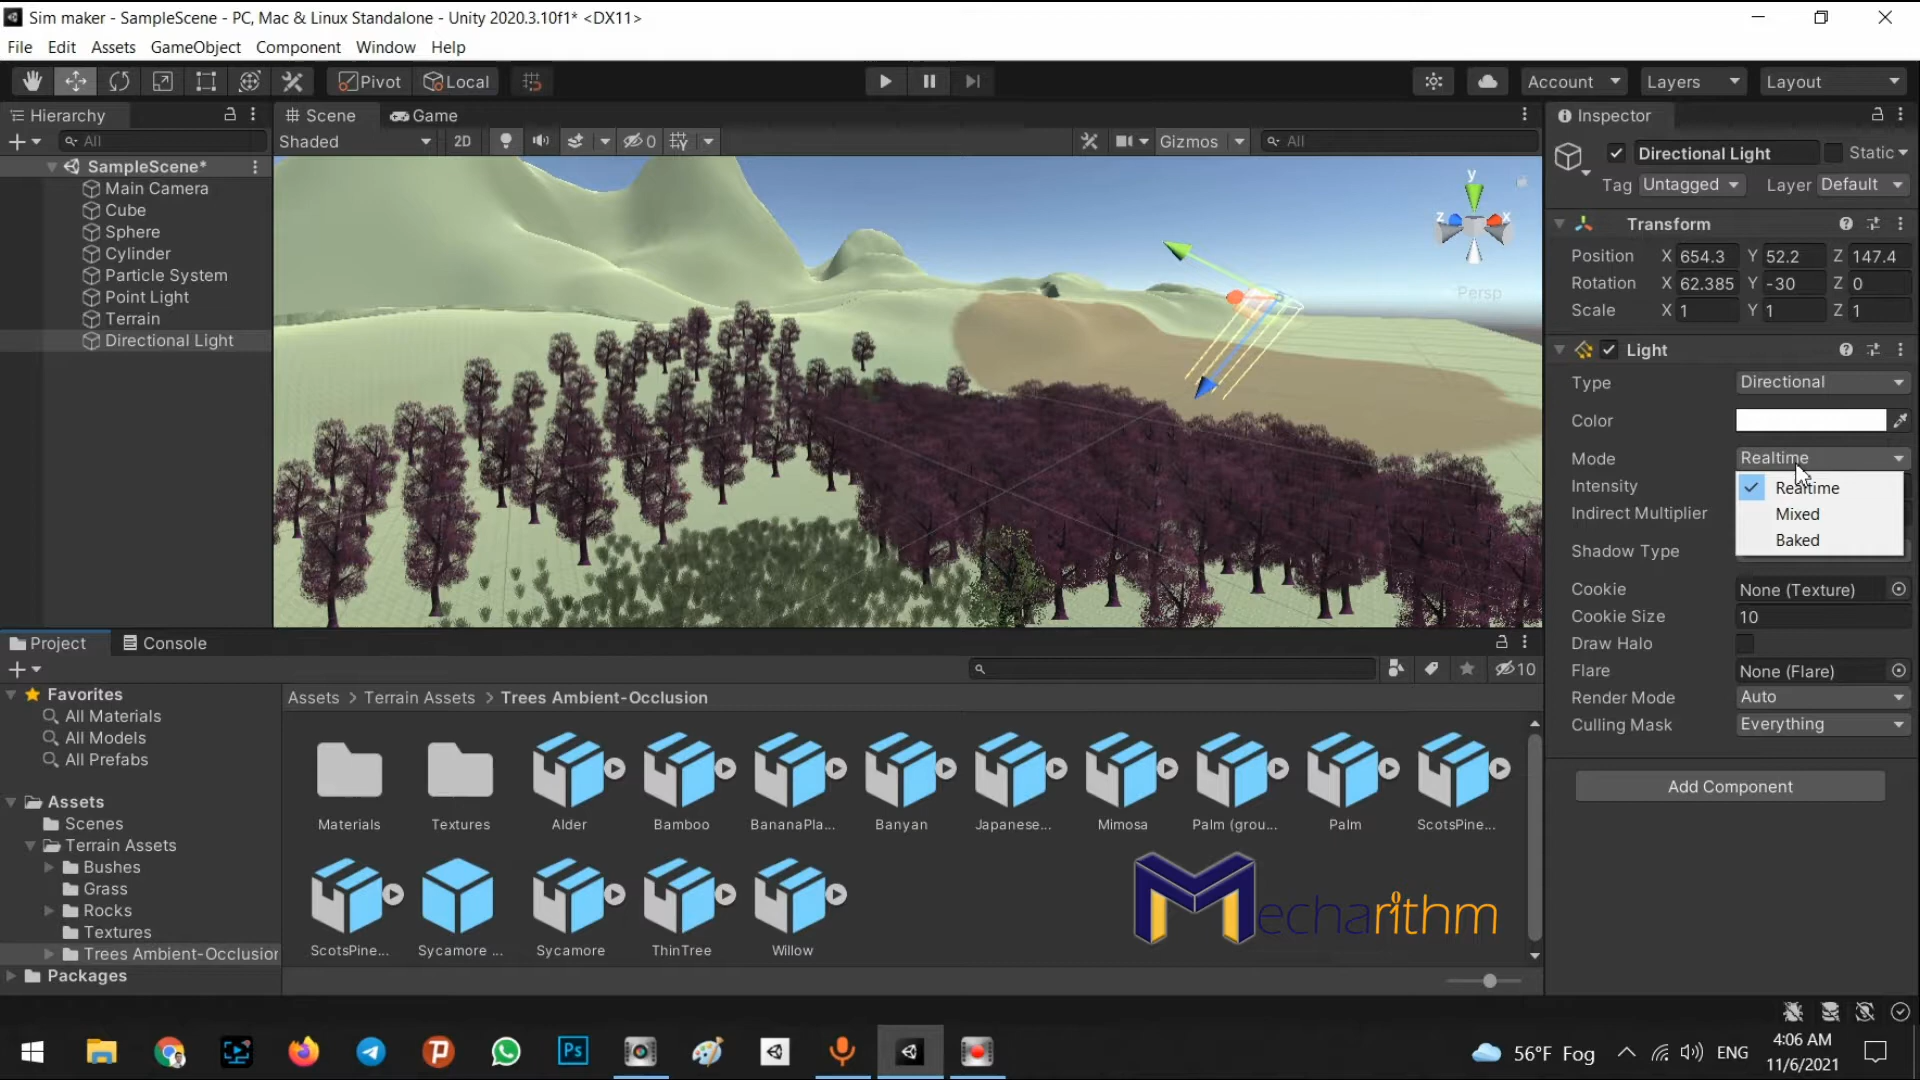 Sim maker - SampleScene - PC, Mac & Linux Standalone - Unity 2020.3.10f1* <DX11>
File Edit Assets GameObject Component Window Help
Pivot Local Account Layers Layout
Hierarchy
All
SampleScene*
Main Camera
Cube
Sphere
Cylinder
Particle System
Point Light
Terrain
Directional Light
Scene Game
Shaded 2D 0 Gizmos All
y
z x
Persp
Inspector
Directional Light Static
Tag Untagged Layer Default
Transform
Position X 654.3 Y 52.2 Z 147.4
Rotation X 62.385 Y -30 Z 0
Scale X 1 Y 1 Z 1
Light
Type Directional
Color
Mode Realtime
Realtime
Mixed
Baked
Intensity
Indirect Multiplier
Shadow Type
Cookie None (Texture)
Cookie Size 10
Draw Halo
Flare None (Flare)
Render Mode Auto
Culling Mask Everything
Add Component
Project Console
10
Favorites
All Materials
All Models
All Prefabs
Assets
Scenes
Terrain Assets
Bushes
Grass
Rocks
Textures
Trees Ambient-Occlusion
Packages
Assets > Terrain Assets > Trees Ambient-Occlusion
Materials Textures Alder Bamboo BananaPla... Banyan Japanese... Mimosa Palm (grou... Palm ScotsPine...
ScotsPine... Sycamore ... Sycamore ThinTree Willow
Mecharithm
Ps
56°F Fog ENG
4:06 AM
11/6/2021